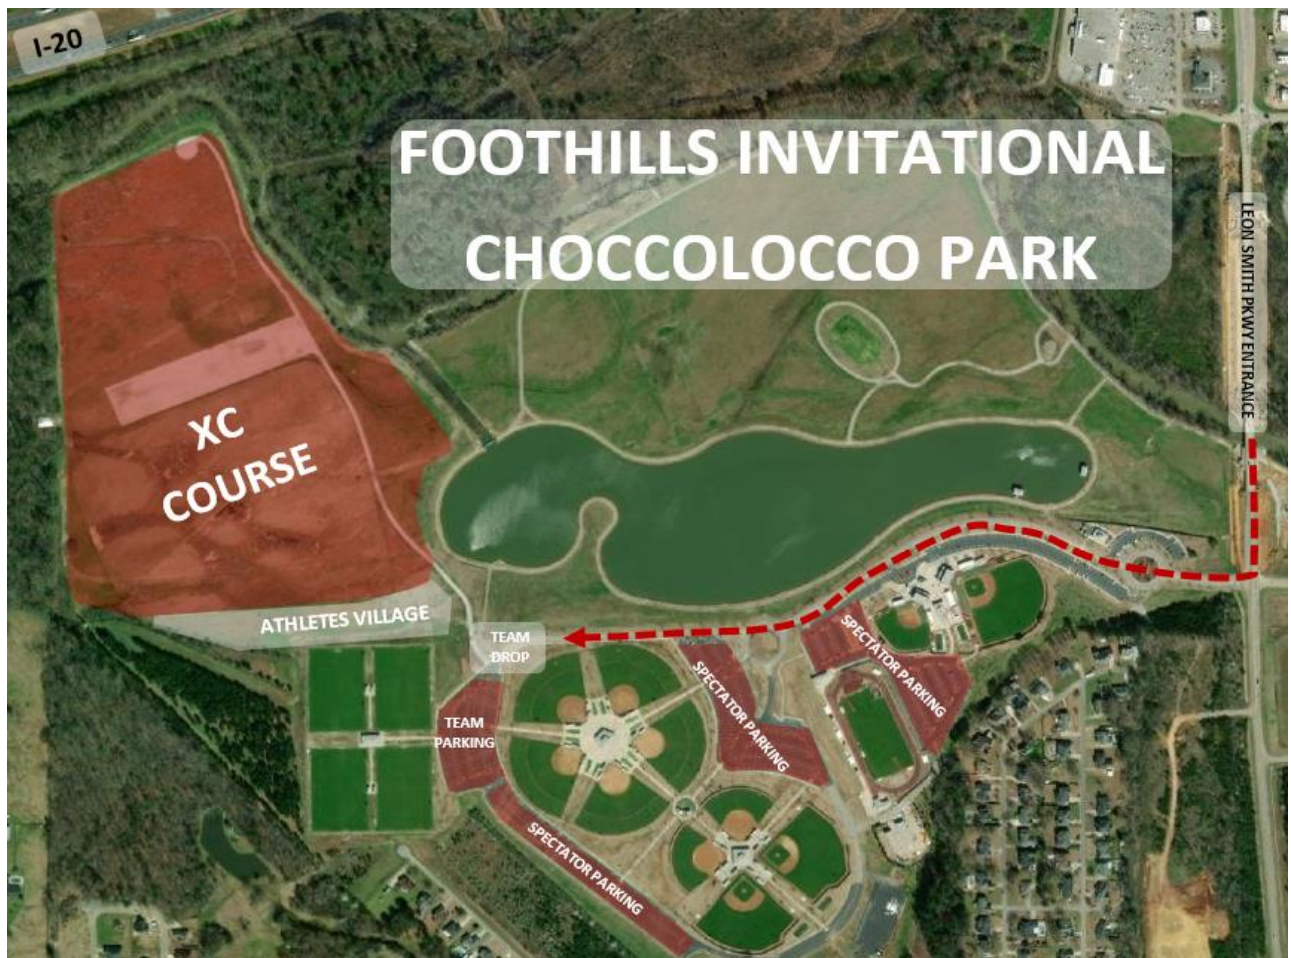 I-20
FOOTHILLS INVITATIONAL
CHOCCOLOCCO PARK
LEON SMITH PKWY ENTRANCE
XC
COURSE
ATHLETES VILLAGE
TEAM
DROP
SPECTATOR PARKING
SPECTATOR PARKING
TEAM
PARKING
SPECTATOR PARKING